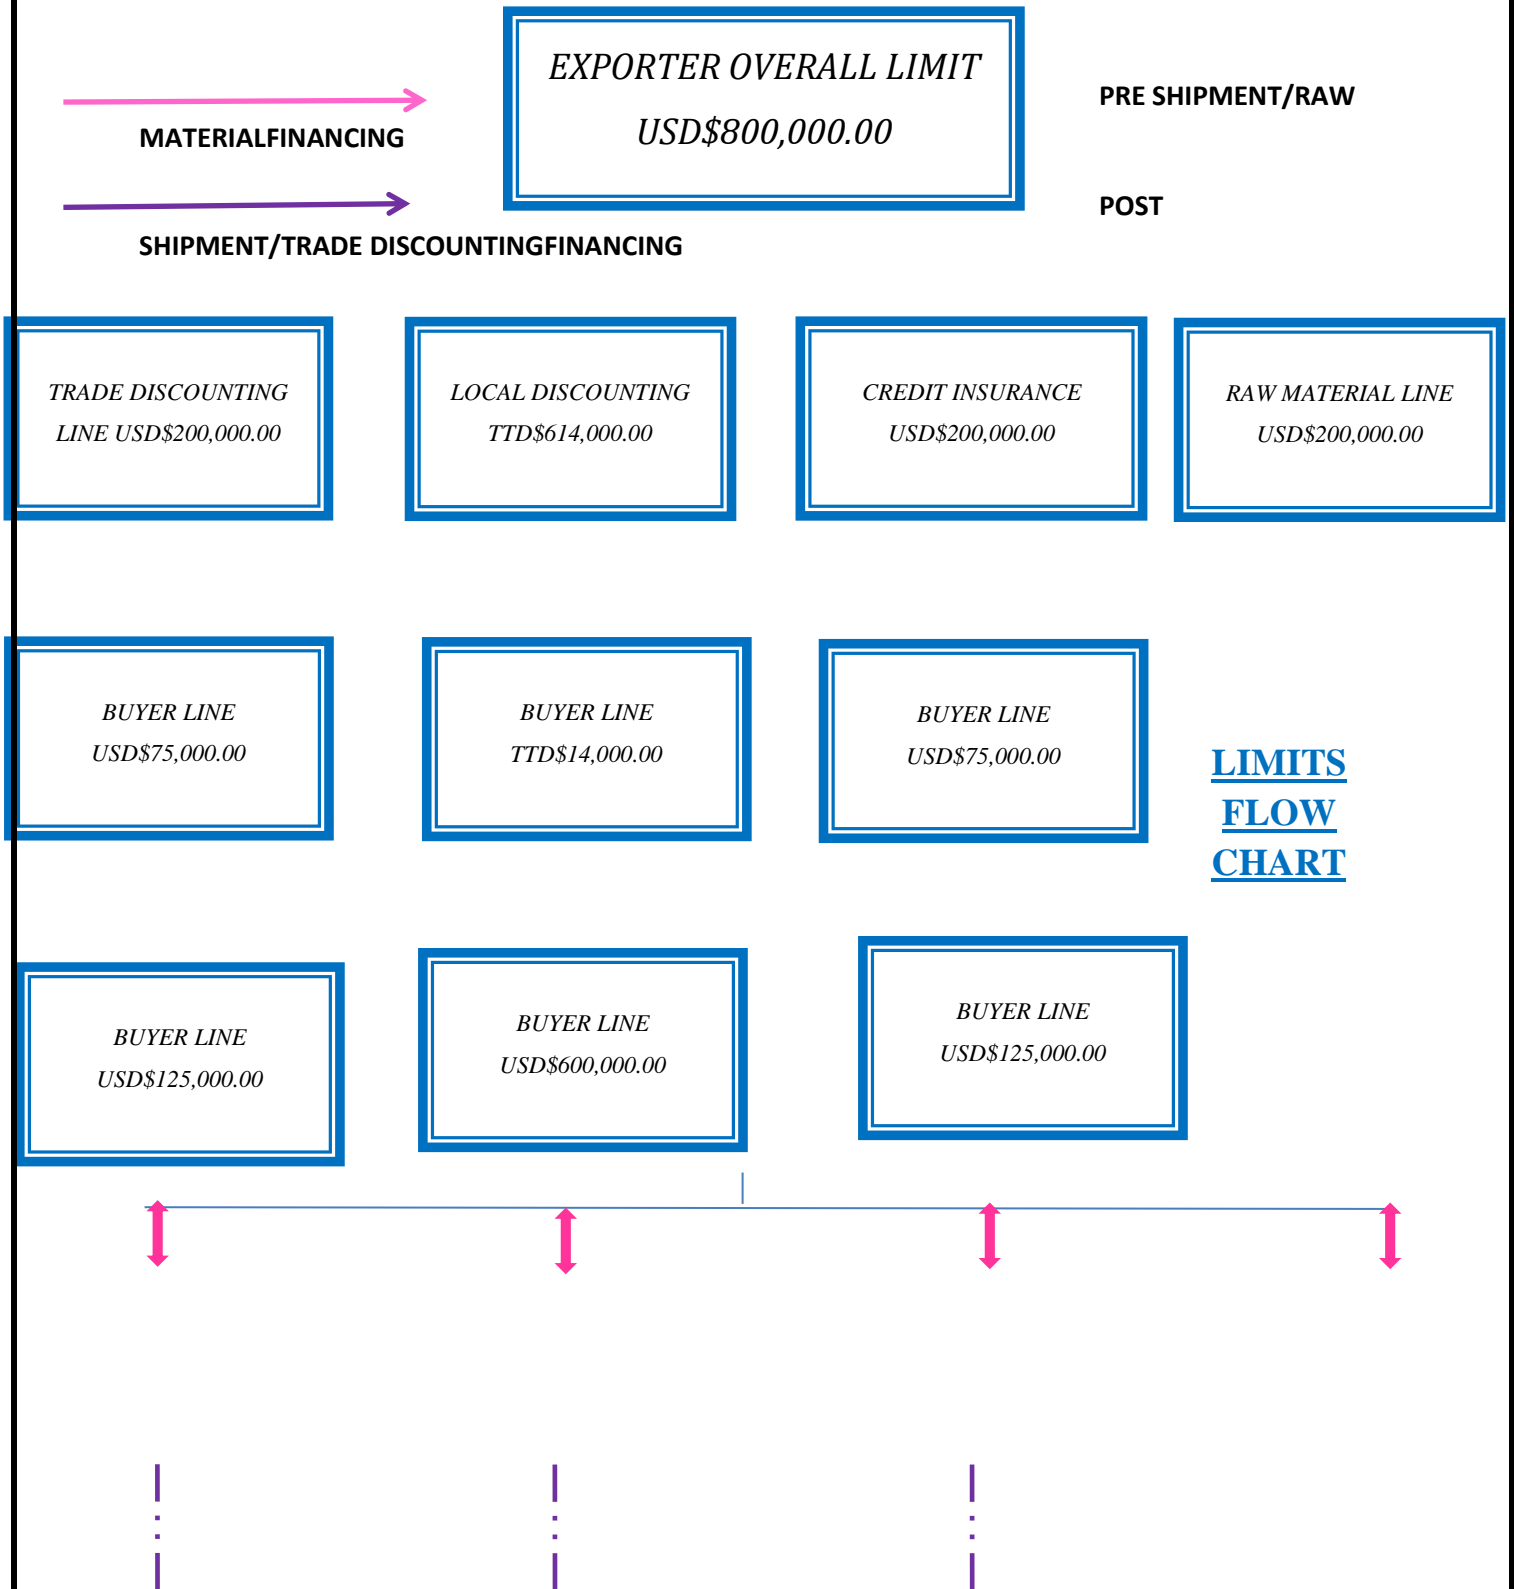 EXPORTER OVERALL LIMIT
USD$800,000.00
PRE SHIPMENT/RAW
MATERIALFINANCING
POST
SHIPMENT/TRADE DISCOUNTINGFINANCING
TRADE DISCOUNTING
LINE USD$200,000.00
LOCAL DISCOUNTING
TTD$614,000.00
CREDIT INSURANCE
USD$200,000.00
RAW MATERIAL LINE
USD$200,000.00
BUYER LINE
USD$75,000.00
BUYER LINE
TTD$14,000.00
BUYER LINE
USD$75,000.00
LIMITS
FLOW
CHART
BUYER LINE
USD$125,000.00
BUYER LINE
USD$600,000.00
BUYER LINE
USD$125,000.00